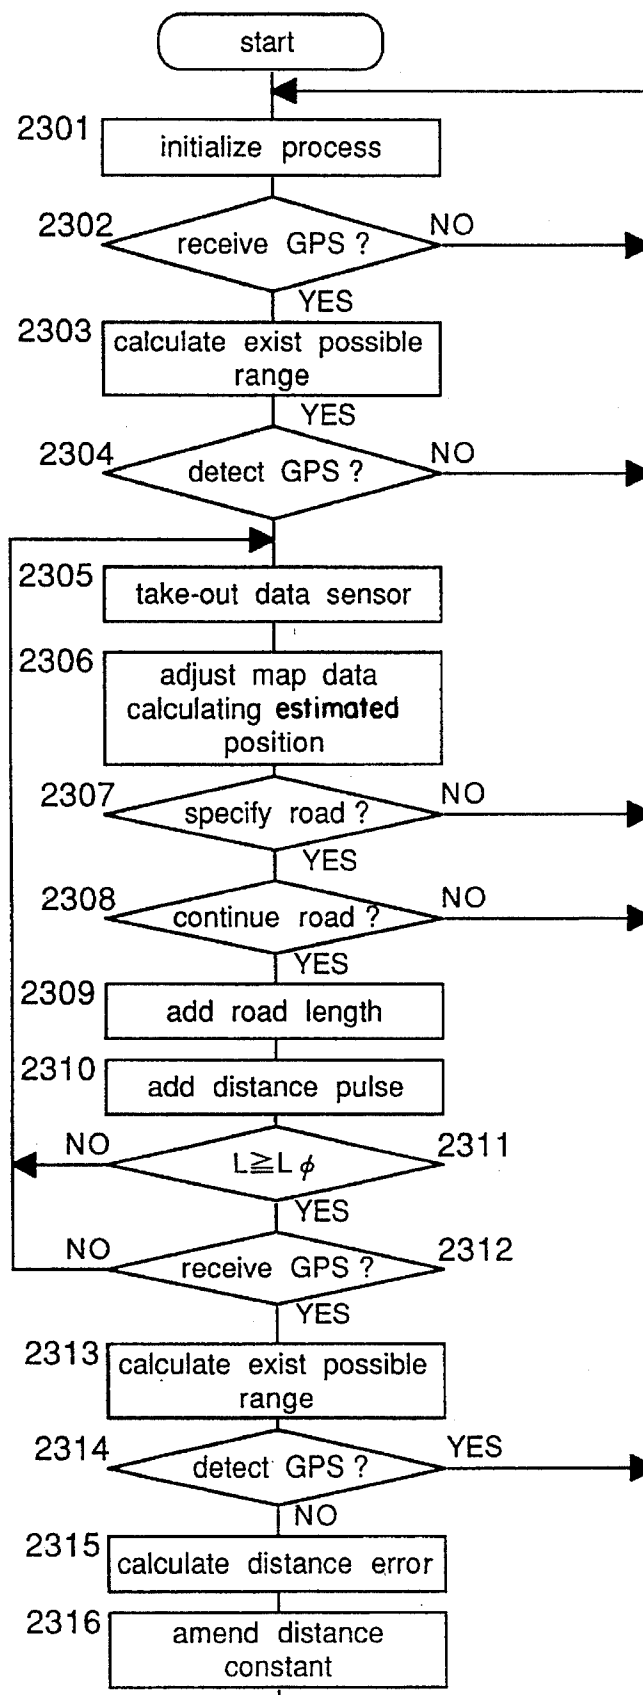 start
2301
initialize process
2302
receive GPS ?
NO
YES
2303
calculate exist possible
range
YES
2304
detect GPS ?
NO
2305
take-out data sensor
2306
adjust map data
calculating estimated
position
2307
specify road ?
NO
YES
2308
continue road ?
NO
YES
2309
add road length
2310
add distance pulse
NO
L≧Lφ
2311
YES
NO
receive GPS ?
2312
YES
2313
calculate exist possible
range
2314
detect GPS ?
YES
NO
2315
calculate distance error
2316
amend distance
constant